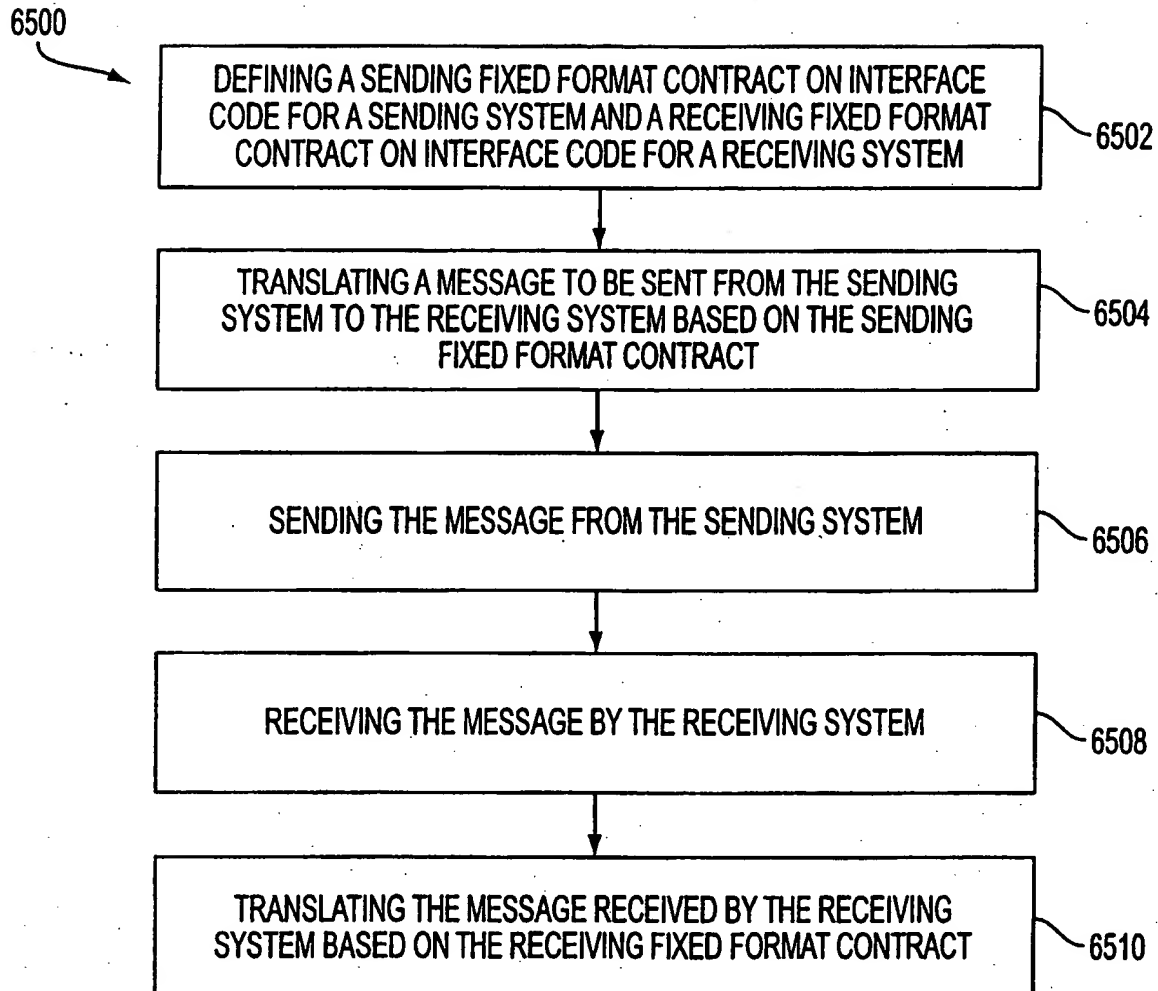 6500
DEFINING A SENDING FIXED FORMAT CONTRACT ON INTERFACE
CODE FOR A SENDING SYSTEM AND A RECEIVING FIXED FORMAT
CONTRACT ON INTERFACE CODE FOR A RECEIVING SYSTEM
6502
TRANSLATING A MESSAGE TO BE SENT FROM THE SENDING
SYSTEM TO THE RECEIVING SYSTEM BASED ON THE SENDING
FIXED FORMAT CONTRACT
6504
SENDING THE MESSAGE FROM THE SENDING SYSTEM
6506
RECEIVING THE MESSAGE BY THE RECEIVING SYSTEM
6508
TRANSLATING THE MESSAGE RECEIVED BY THE RECEIVING
SYSTEM BASED ON THE RECEIVING FIXED FORMAT CONTRACT
6510